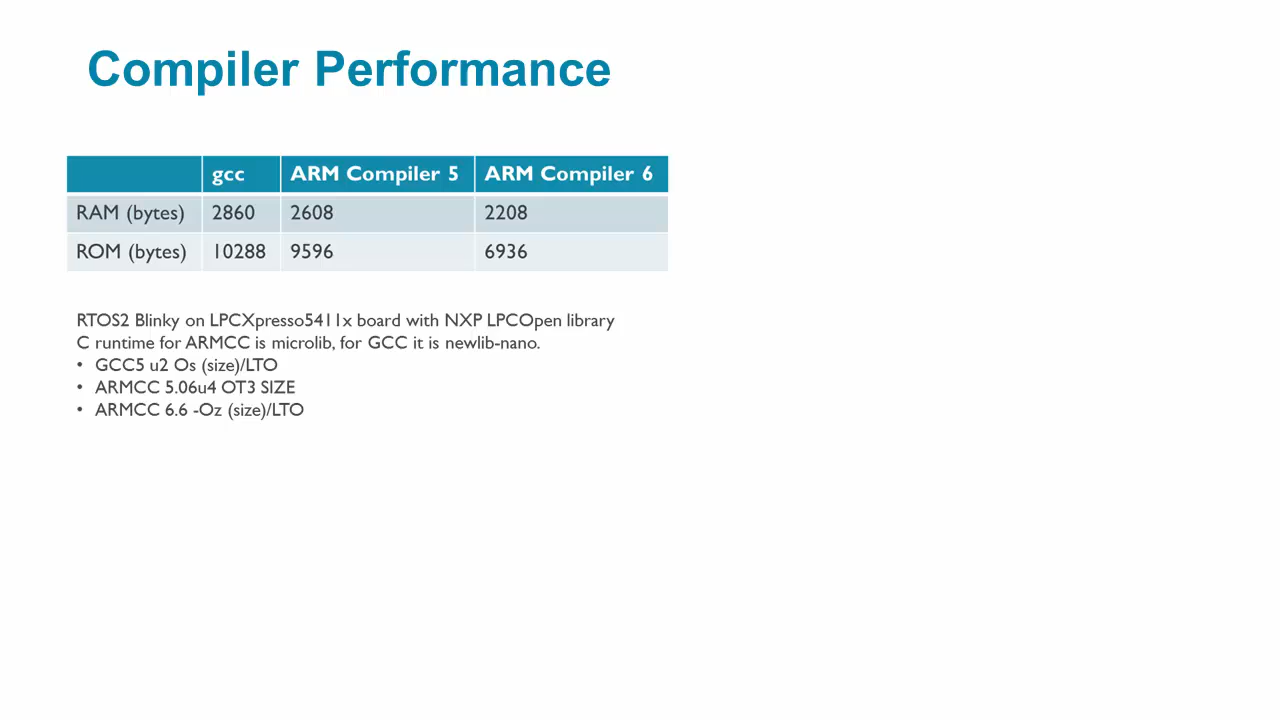 Compiler Performance
gcc ARM Compiler 5 ARM Compiler 6
RAM (bytes) 2860 2608 2208
ROM (bytes) 10288 9596 6936
RTOS2 Blinky on LPCXpresso5411x board with NXP LPCOpen library
C runtime for ARMCC is microlib, for GCC it is newlib-nano.
• GCC5 u2 Os (size)/LTO
• ARMCC 5.06u4 OT3 SIZE
• ARMCC 6.6 -Oz (size)/LTO